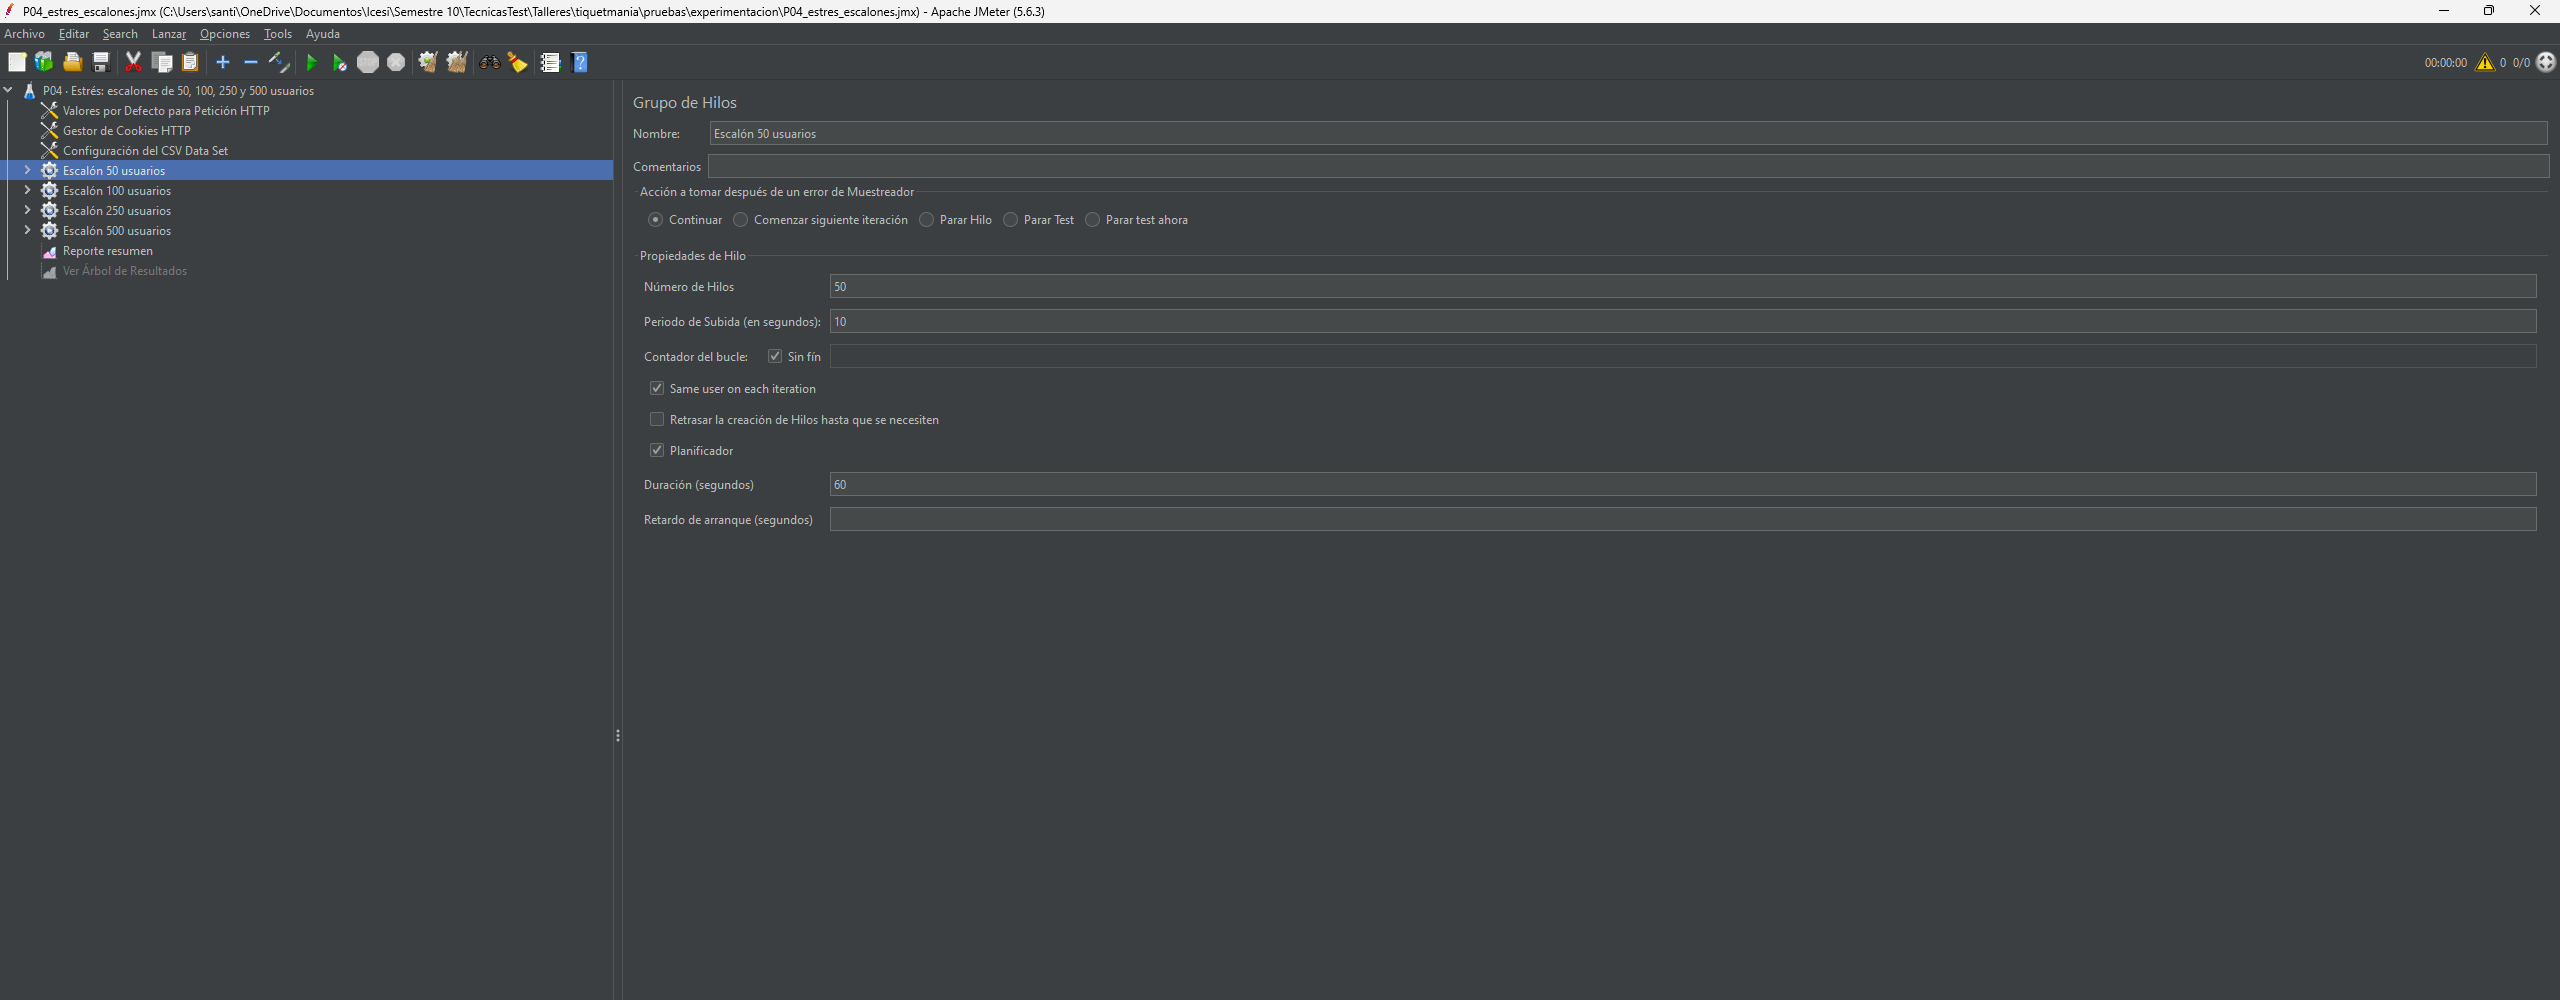 P04_estres_escalones.jmx (C:\Users\santi\OneDrive\Documentos\Icesi\Semestre 10\TecnicasTest\Talleres\tiquetmania\pruebas\experimentacion\P04_estres_escalones.jmx) - Apache JMeter (5.6.3)
Archivo Editar Search Lanzar Opciones Tools Ayuda
STOP 00:00:00 0 0/0
P04 · Estrés: escalones de 50, 100, 250 y 500 usuarios
Valores por Defecto para Petición HTTP
Gestor de Cookies HTTP
Configuración del CSV Data Set
Escalón 50 usuarios
Escalón 100 usuarios
Escalón 250 usuarios
Escalón 500 usuarios
Reporte resumen
Ver Árbol de Resultados
Grupo de Hilos
Nombre: Escalón 50 usuarios
Comentarios
Acción a tomar después de un error de Muestreador
Continuar Comenzar siguiente iteración Parar Hilo Parar Test Parar test ahora
Propiedades de Hilo
Número de Hilos 50
Periodo de Subida (en segundos): 10
Contador del bucle: Sin fín
Same user on each iteration
Retrasar la creación de Hilos hasta que se necesiten
Planificador
Duración (segundos) 60
Retardo de arranque (segundos)